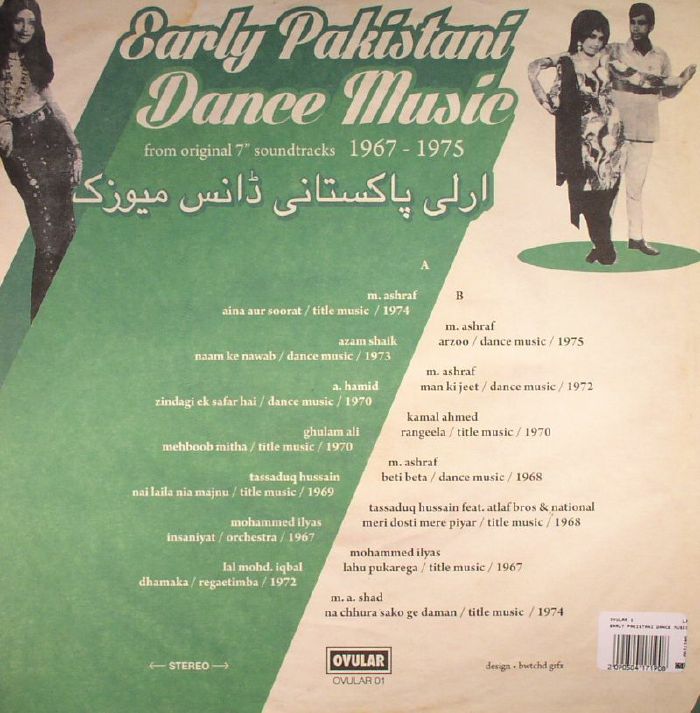 Early Pakistani
Dance Music
from original 7" soundtracks 1967 - 1975
ارلی پاکستانی ڈانس میوزک
A
m. ashraf
aina aur soorat / title music / 1974
azam shaik
naam ke nawab / dance music / 1973
a. hamid
zindagi ek safar hai / dance music / 1970
ghulam ali
mehboob mitha / title music / 1970
tassaduq hussain
nai laila nia majnu / title music / 1969
mohammed ilyas
insaniyat / orchestra / 1967
lal mohd. iqbal
dhamaka / regaetimba / 1972
B
m. ashraf
arzoo / dance music / 1975
m. ashraf
man ki jeet / dance music / 1972
kamal ahmed
rangeela / title music / 1970
m. ashraf
beti beta / dance music / 1968
tassaduq hussain feat. atlaf bros & national
meri dosti mere piyar / title music / 1968
mohammed ilyas
lahu pukarega / title music / 1967
m. a. shad
na chhura sako ge daman / title music / 1974
STEREO
OVULAR
OVULAR 01
design • bwtchd grfx
OVULAR 1
EARLY PAKISTANI DANCE MUSIC